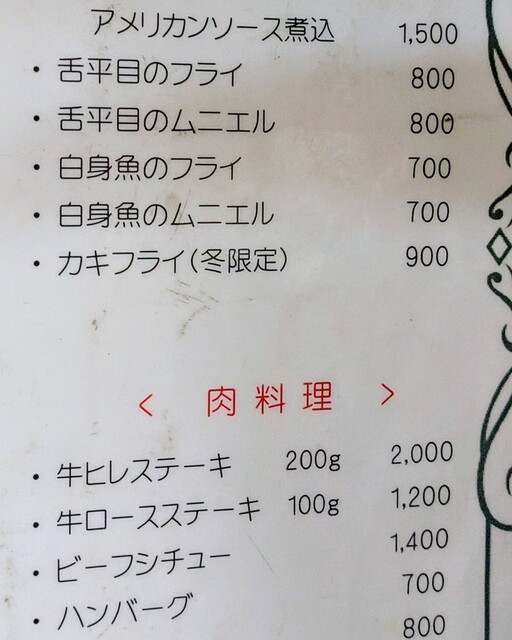 アメリカンソース煮込 1,500
・舌平目のフライ 800
・舌平目のムニエル 800
・白身魚のフライ 700
・白身魚のムニエル 700
・カキフライ(冬限定) 900
< 肉料理 >
・牛ヒレステーキ 200g 2,000
・牛ロースステーキ 100g 1,200
・ビーフシチュー 1,400
・ハンバーグ 700
800